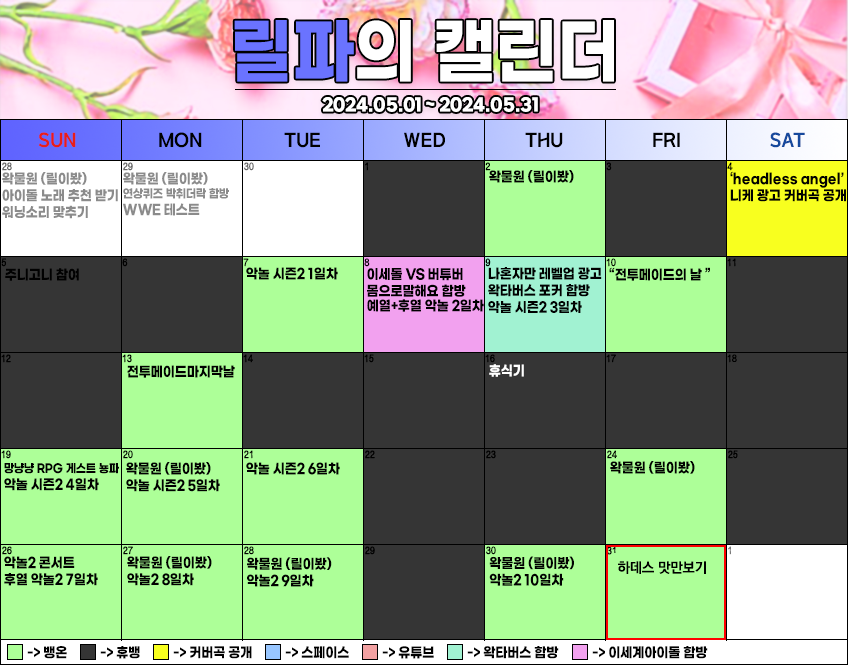 릴파의 캘린더
2024.05.01 ~ 2024.05.31
SUN MON TUE WED THU FRI SAT
28
왁물원 (릴이봤)
아이돌 노래 추천 받기
워닝소리 맞추기
29
왁물원 (릴이봤)
연상퀴즈 박취더락 합방
WWE 테스트
30
1
2
왁물원 (릴이봤)
3
4
‘headless angel’
니케 광고 커버곡 공개
5
주니고니 참여
6
7
악놀 시즌2 1일차
8
이세돌 VS 버튜버
몸으로말해요 합방
예열+후열 악놀 2일차
9
나혼자만 레벨업 광고
왁타버스 포커 합방
악놀 시즌2 3일차
10
“전투메이드의 날 ”
11
12
13
전투메이드마지막날
14
15
16
휴식기
17
18
19
망냥냥 RPG 게스트 뇽파
악놀 시즌2 4일차
20
왁물원 (릴이봤)
악놀 시즌2 5일차
21
악놀 시즌2 6일차
22
23
24
왁물원 (릴이봤)
25
26
악놀2 콘서트
후열 악놀2 7일차
27
왁물원 (릴이봤)
악놀2 8일차
28
왁물원 (릴이봤)
악놀2 9일차
29
30
왁물원 (릴이봤)
악놀2 10일차
31
하데스 맛만보기
1
-> 뱅온 -> 휴뱅 -> 커버곡 공개 -> 스페이스 -> 유튜브 -> 왁타버스 합방 -> 이세계아이돌 합방